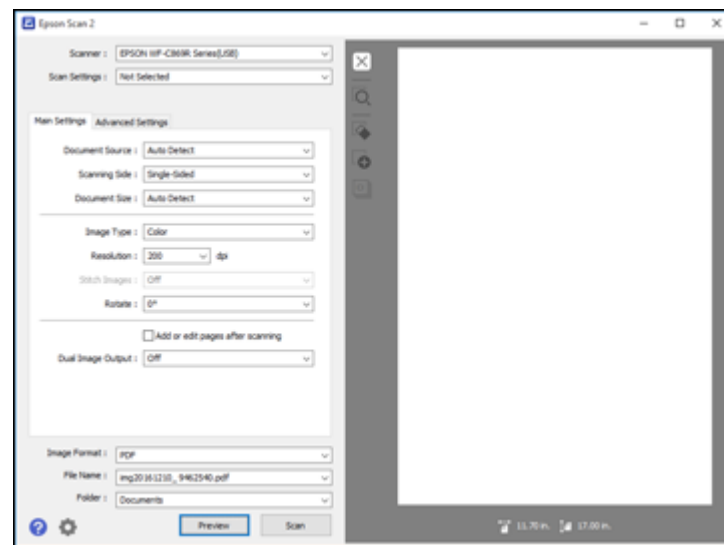 Epson Scan 2
Scanner : EPSON WF-C869R Series(USB)
Scan Settings : Not Selected
Main Settings Advanced Settings
Document Source : Auto Detect
Scanning Side : Single-Sided
Document Size : Auto Detect
Image Type : Color
Resolution : 200 dpi
Stitch Images : Off
Rotate : 0°
Add or edit pages after scanning
Dual Image Output : Off
Image Format : PDF
File Name : img20161210_ 9462540.pdf
Folder : Documents
? Preview Scan
11.70 in. 17.00 in.